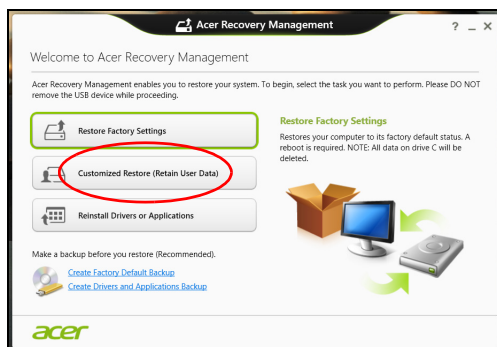 Acer Recovery Management
? _ ×
Welcome to Acer Recovery Management
Acer Recovery Management enables you to restore your system. To begin, select the task you want to perform. Please DO NOT
remove the USB device while proceeding.
Restore Factory Settings
Customized Restore (Retain User Data)
Reinstall Drivers or Applications
Restore Factory Settings
Restores your computer to its factory default status. A
reboot is required. NOTE: All data on drive C will be
deleted.
Make a backup before you restore (Recommended).
Create Factory Default Backup
Create Drivers and Applications Backup
acer